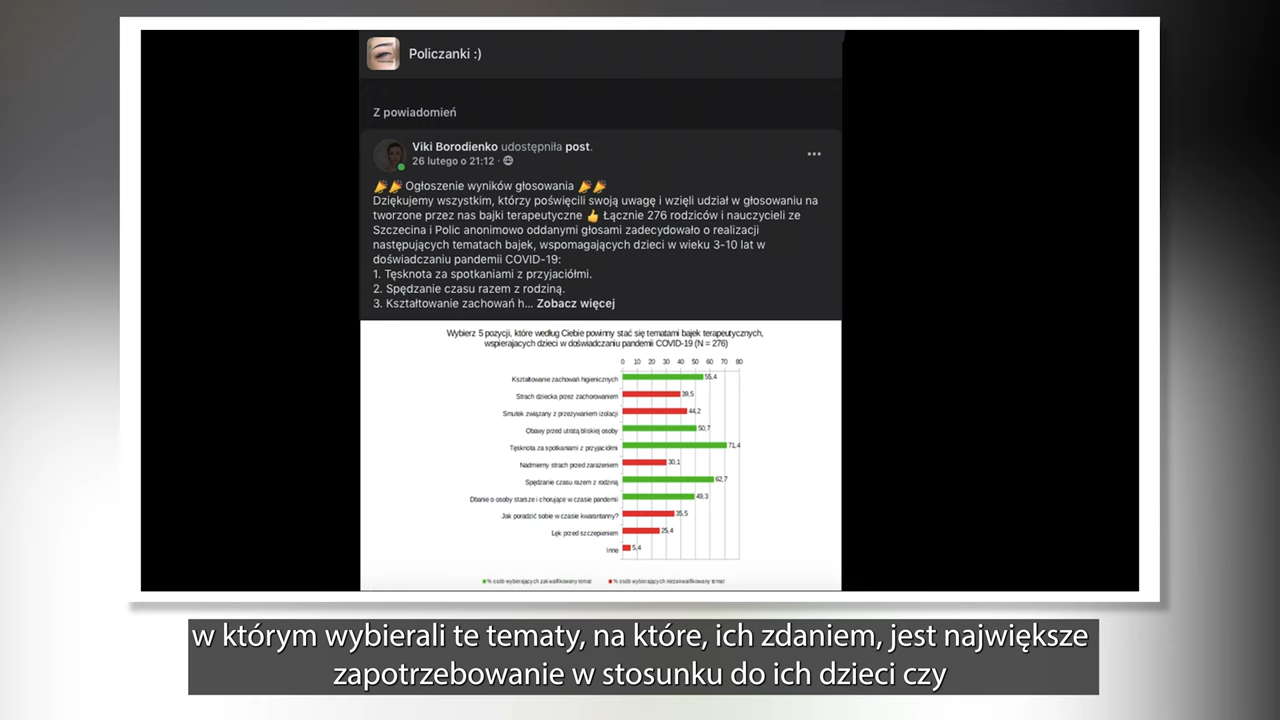 Policzanki :)
Z powiadomień
Viki Borodienko udostępniła post.
26 lutego o 21:12 ·
🎉🎉 Ogłoszenie wyników głosowania 🎉🎉
Dziękujemy wszystkim, którzy poświęcili swoją uwagę i wzięli udział w głosowaniu na
tworzone przez nas bajki terapeutyczne 👍 Łącznie 276 rodziców i nauczycieli ze
Szczecina i Polic anonimowo oddanymi głosami zadecydowało o realizacji
następujących tematach bajek, wspomagających dzieci w wieku 3-10 lat w
doświadczaniu pandemii COVID-19:
1. Tęsknota za spotkaniami z przyjaciółmi.
2. Spędzanie czasu razem z rodziną.
3. Kształtowanie zachowań h... Zobacz więcej
Wybierz 5 pozycji, które według Ciebie powinny stać się tematami bajek terapeutycznych,
wspierających dzieci w doświadczaniu pandemii COVID-19 (N = 276)
0 10 20 30 40 50 60 70 80
Kształtowanie zachowań higienicznych 55,4
Strach dziecka przez zachorowaniem 39,5
Smutek związany z przeżywaniem izolacji 44,2
Obawy przed utratą bliskiej osoby 50,7
Tęsknota za spotkaniami z przyjaciółmi 71,4
Nadmierny strach przed zarażeniem 30,1
Spędzanie czasu razem z rodziną 62,7
Dbanie o osoby starsze i chorujące w czasie pandemii 49,3
Jak poradzić sobie w czasie kwarantanny? 35,5
Lęk przed szczepieniem 25,4
Inne 5,4
% osób wybierających zakwalifikowany temat % osób wybierających niezakwalifikowany temat
w którym wybierali te tematy, na które, ich zdaniem, jest największe
zapotrzebowanie w stosunku do ich dzieci czy